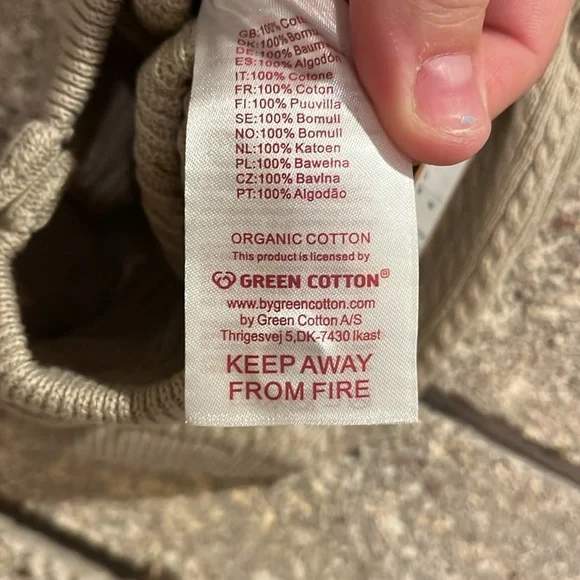 GB:100% Cotton
DK:100% Bomu
DE:100% Baumw
ES:100% Algodón
IT:100% Cotone
FR:100% Coton
FI:100% Puuvilla
SE:100% Bomull
NO:100% Bomull
NL:100% Katoen
PL:100% Bawełna
CZ:100% Bavlna
PT:100% Algodão
ORGANIC COTTON
This product is licensed by
GREEN COTTON®
www.bygreencotton.com
by Green Cotton A/S
Thrigesvej 5,DK-7430 Ikast
KEEP AWAY
FROM FIRE